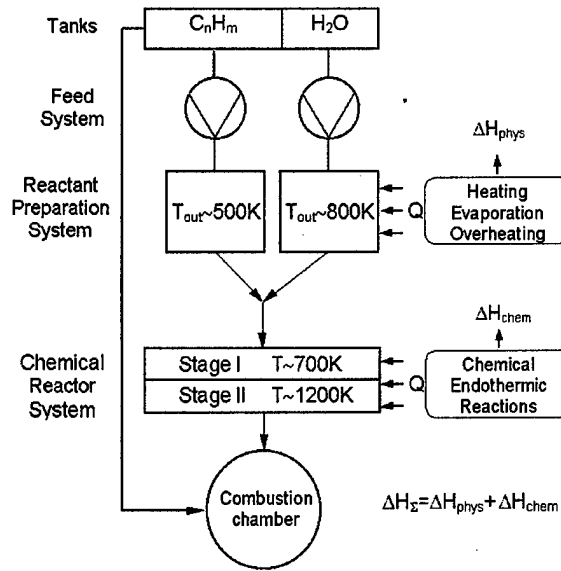 Tanks
CₙHₘ
H₂O
Feed
System
ΔHphys
Reactant
Preparation
System
Tout~500K
Tout~800K
Q
Heating
Evaporation
Overheating
ΔHchem
Chemical
Reactor
System
Stage I T~700K
Stage II T~1200K
Q
Chemical
Endothermic
Reactions
Combustion
chamber
ΔHΣ=ΔHphys+ΔHchem